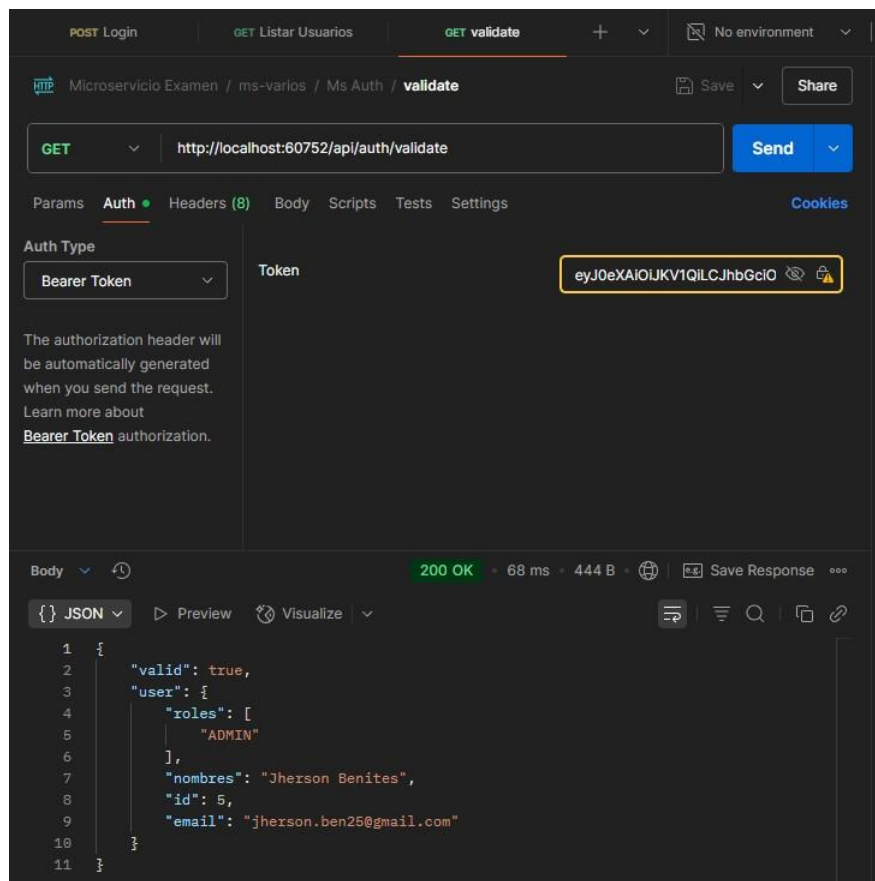 POST Login GET Listar Usuarios GET validate No environment
HTTP Microservicio Examen / ms-varios / Ms Auth / validate Save Share
GET http://localhost:60752/api/auth/validate Send
Params Auth Headers (8) Body Scripts Tests Settings Cookies
Auth Type
Bearer Token
Token eyJ0eXAiOiJKV1QiLCJhbGciO
The authorization header will
be automatically generated
when you send the request.
Learn more about
Bearer Token authorization.
Body 200 OK • 68 ms • 444 B • e.g. Save Response
{} JSON Preview Visualize
1 {
2 "valid": true,
3 "user": {
4 "roles": [
5 "ADMIN"
6 ],
7 "nombres": "Jherson Benites",
8 "id": 5,
9 "email": "jherson.ben25@gmail.com"
10 }
11 }